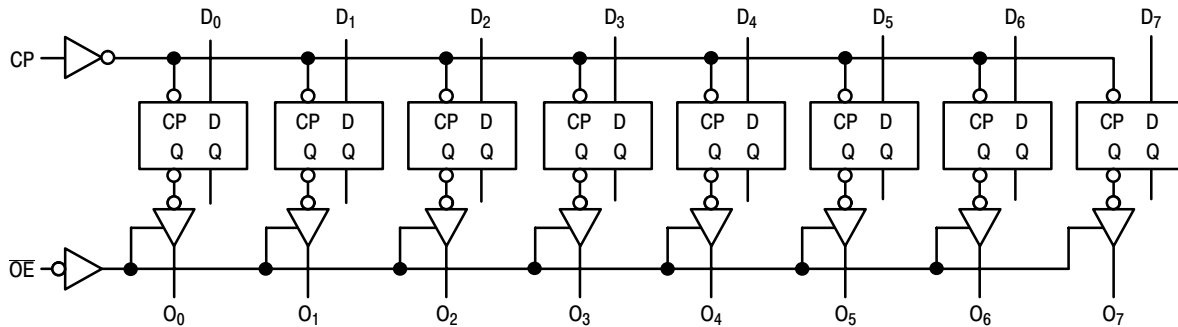 D₀ D₁ D₂ D₃ D₄ D₅ D₆ D₇
CP
CP D CP D CP D CP D CP D CP D CP D CP D
Q Q Q Q Q Q Q Q Q Q Q Q Q Q Q Q
O̅E̅
O₀ O₁ O₂ O₃ O₄ O₅ O₆ O₇